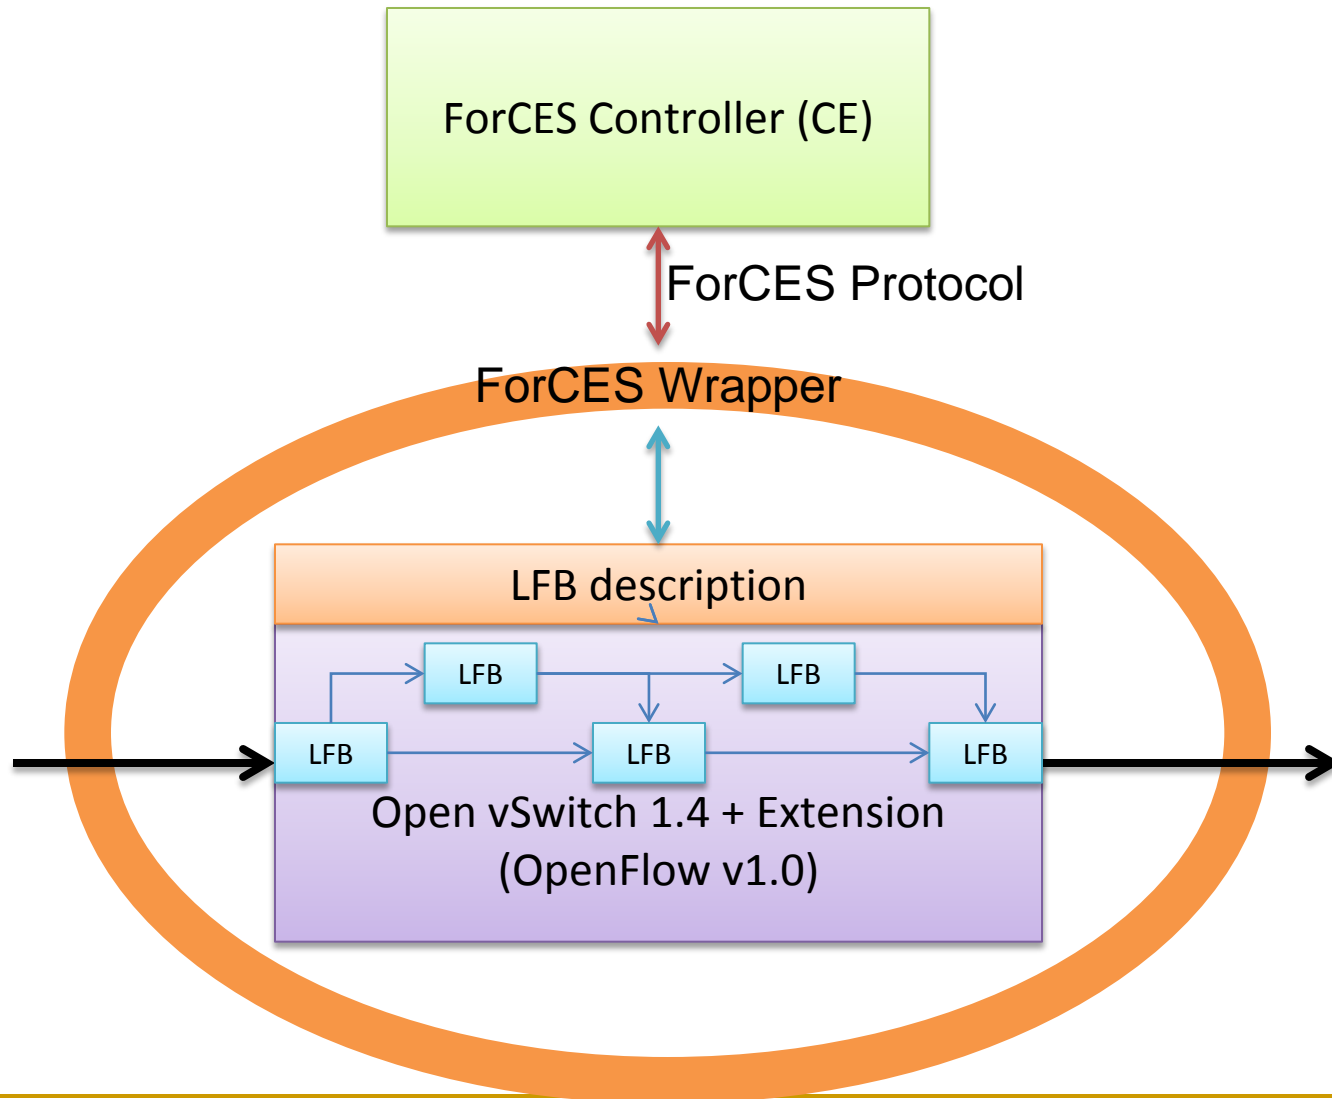 ForCES Controller (CE)
ForCES Protocol
ForCES Wrapper
LFB description
LFB
LFB
LFB
LFB
LFB
Open vSwitch 1.4 + Extension
(OpenFlow v1.0)